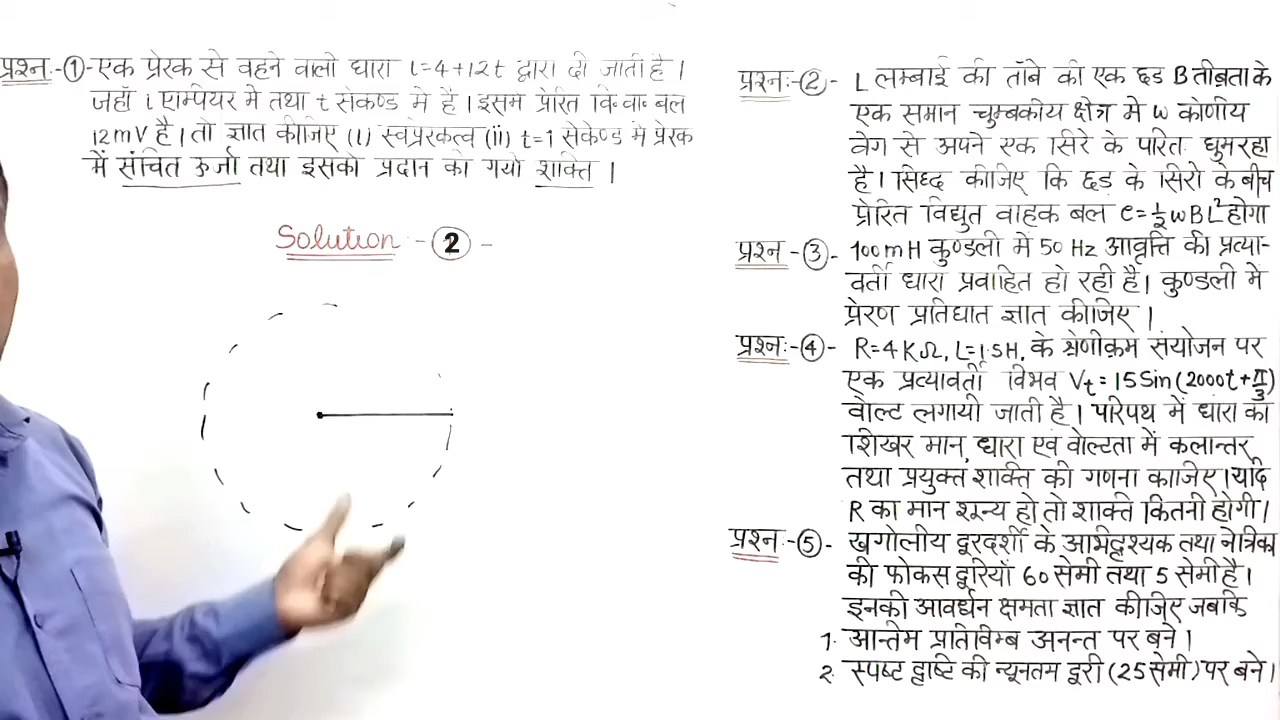 प्रश्न:-①-एक प्रेरक से वहने वाली धारा i=4+12t द्वारा दी जाती है।
जहाँ i एम्पियर मे तथा t सेकण्ड मे है। इसमे प्रेरित वि॰ वा॰ बल
12mV है। तो ज्ञात कीजिए (i) स्वप्रेरकत्व (ii) t=1 सेकेण्ड मे प्रेरक
में संचित ऊर्जा तथा इसको प्रदान की गयी शक्ति ।
Solution -②-
प्रश्न:-②- L लम्बाई की ताँबे की एक छड B तीव्रता के
एक समान चुम्बकीय क्षेत्र मे w कोणीय
वेग से अपने एक सिरे के परितः घुम रहा
है। सिध्द कीजिए कि छड़ के सिरो के बीच
प्रेरित विद्युत वाहक बल e=½wBL² होगा
प्रश्न -③- 100mH कुण्डली में 50 Hz आवृत्ति की प्रत्या-
वर्ती धारा प्रवाहित हो रही है। कुण्डली मे
प्रेरण प्रतिघात ज्ञात कीजिए ।
प्रश्न:-④- R=4KΩ, L=1.5H, के श्रेणीक्रम संयोजन पर
एक प्रत्यावर्ती विभव Vt=15Sin(2000t+π/3)
वोल्ट लगायी जाती है। परिपथ में धारा का
शिखर मान, धारा एवं वोल्टता में कलान्तर
तथा प्रयुक्त शक्ति की गणना कीजिए। यदि
R का मान शून्य हो तो शक्ति कितनी होगी।
प्रश्न:-⑤- खगोलीय दूरदर्शी के अभिदृश्यक तथा नेत्रिका
की फोकस दूरियाँ 60 सेमी तथा 5 सेमी है।
इनकी आवर्द्धन क्षमता ज्ञात कीजिए जबकि
1. अन्तिम प्रतिविम्ब अनन्त पर बने।
2. स्पष्ट दृष्टि की न्यूनतम दूरी (25 सेमी) पर बने।